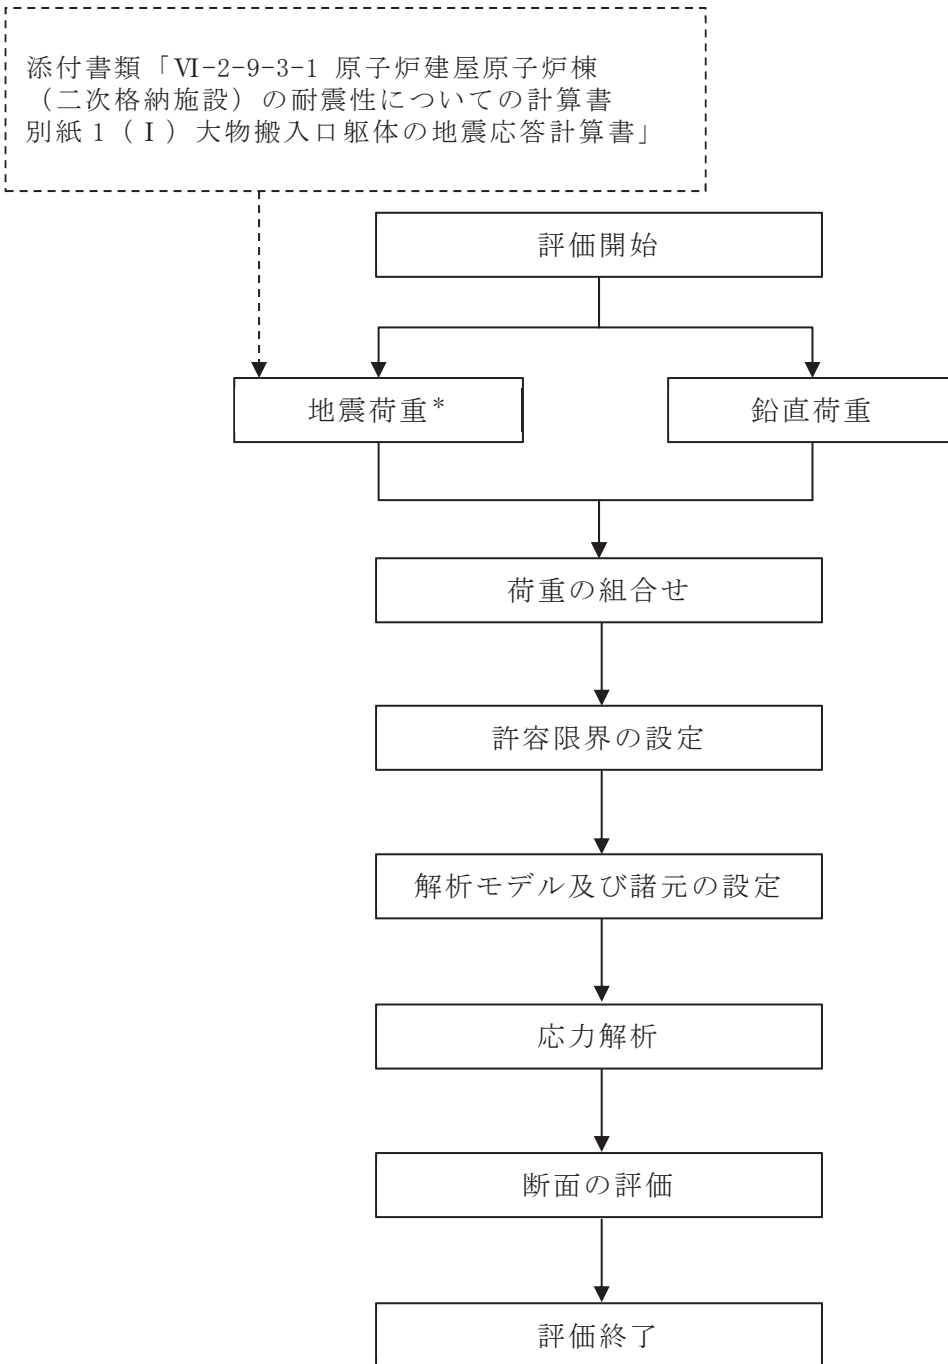 添付書類「Ⅵ-2-9-3-1 原子炉建屋原子炉棟
（二次格納施設）の耐震性についての計算書
別紙1（Ⅰ）大物搬入口躯体の地震応答計算書」
評価開始
地震荷重*
鉛直荷重
荷重の組合せ
許容限界の設定
解析モデル及び諸元の設定
応力解析
断面の評価
評価終了